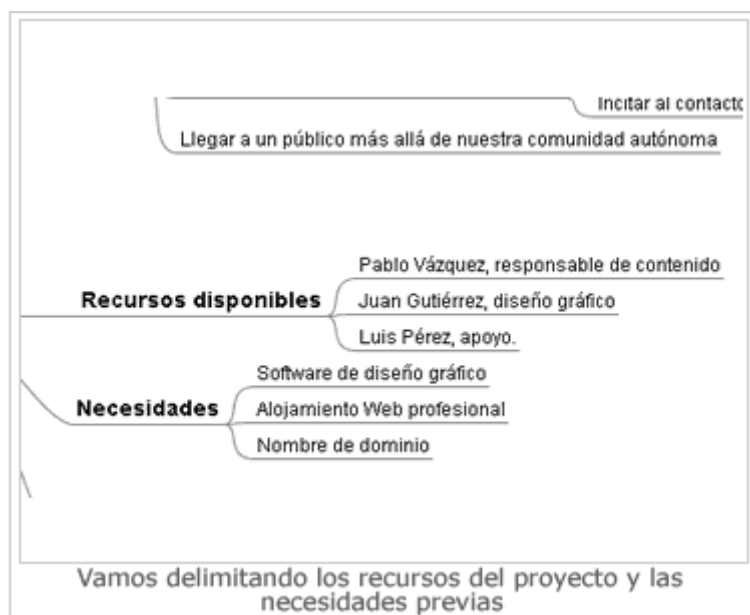 Incitar al contacto
Llegar a un público más allá de nuestra comunidad autónoma
Pablo Vázquez, responsable de contenido
Recursos disponibles
Juan Gutiérrez, diseño gráfico
Luis Pérez, apoyo.
Software de diseño gráfico
Necesidades
Alojamiento Web profesional
Nombre de dominio
Vamos delimitando los recursos del proyecto y las
necesidades previas